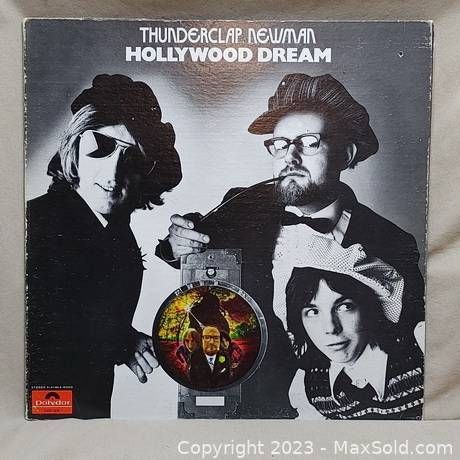 THUNDERCLAP NEWMAN
HOLLYWOOD DREAM
Polydor
Copyright 2023 - MaxSold.com